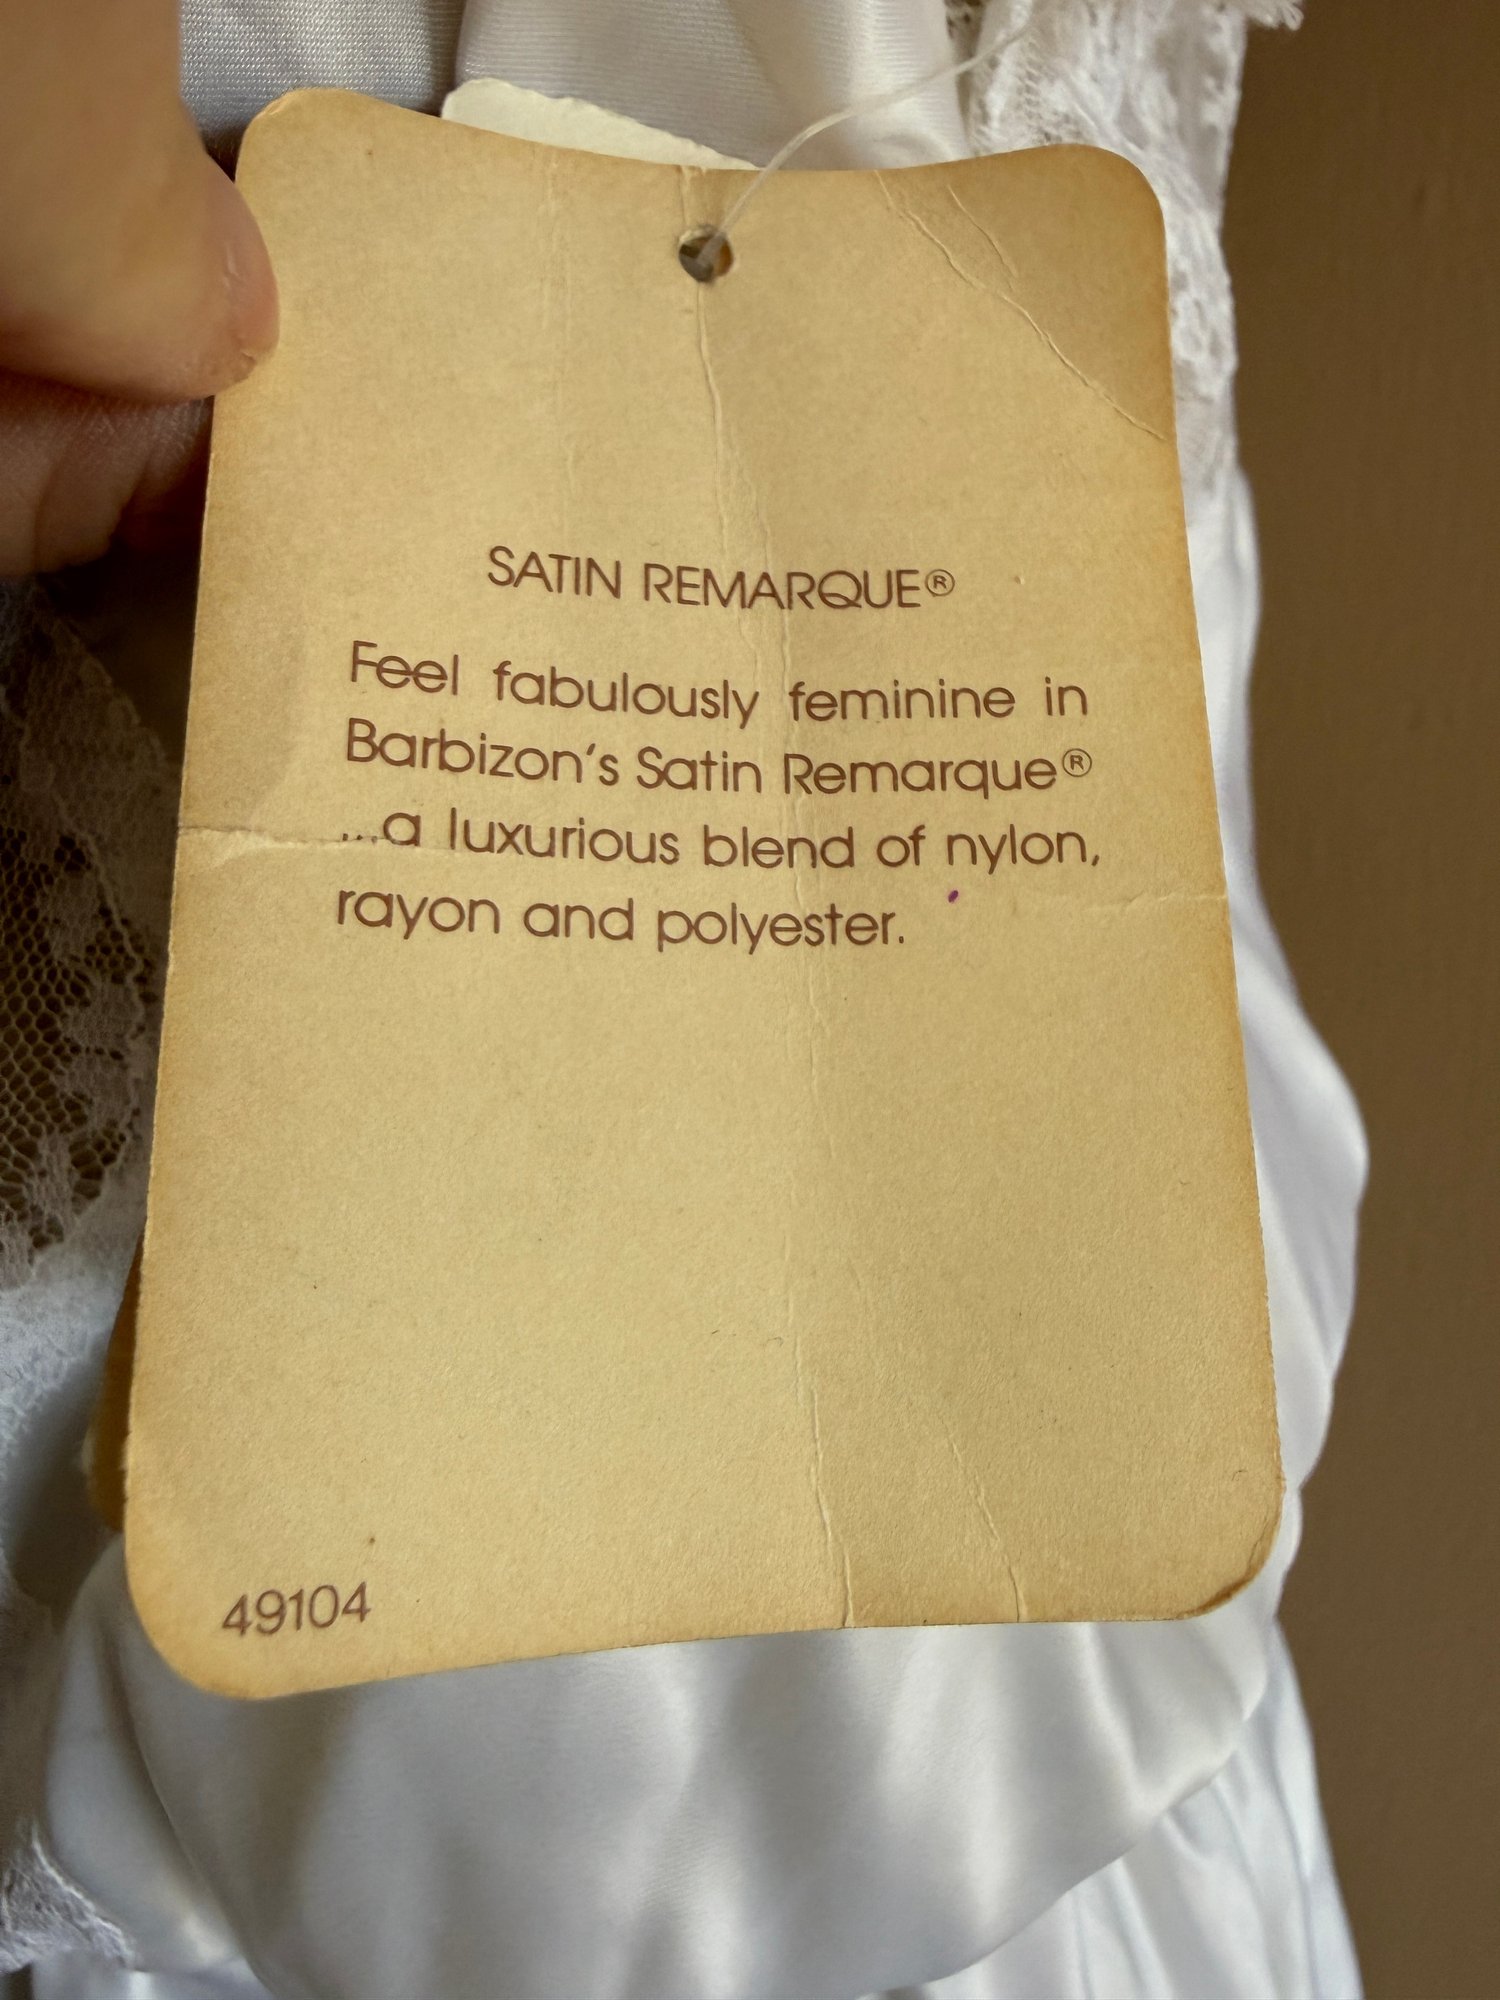 SATIN REMARQUE®
Feel fabulously feminine in
Barbizon's Satin Remarque®
...a luxurious blend of nylon,
rayon and polyester.
49104